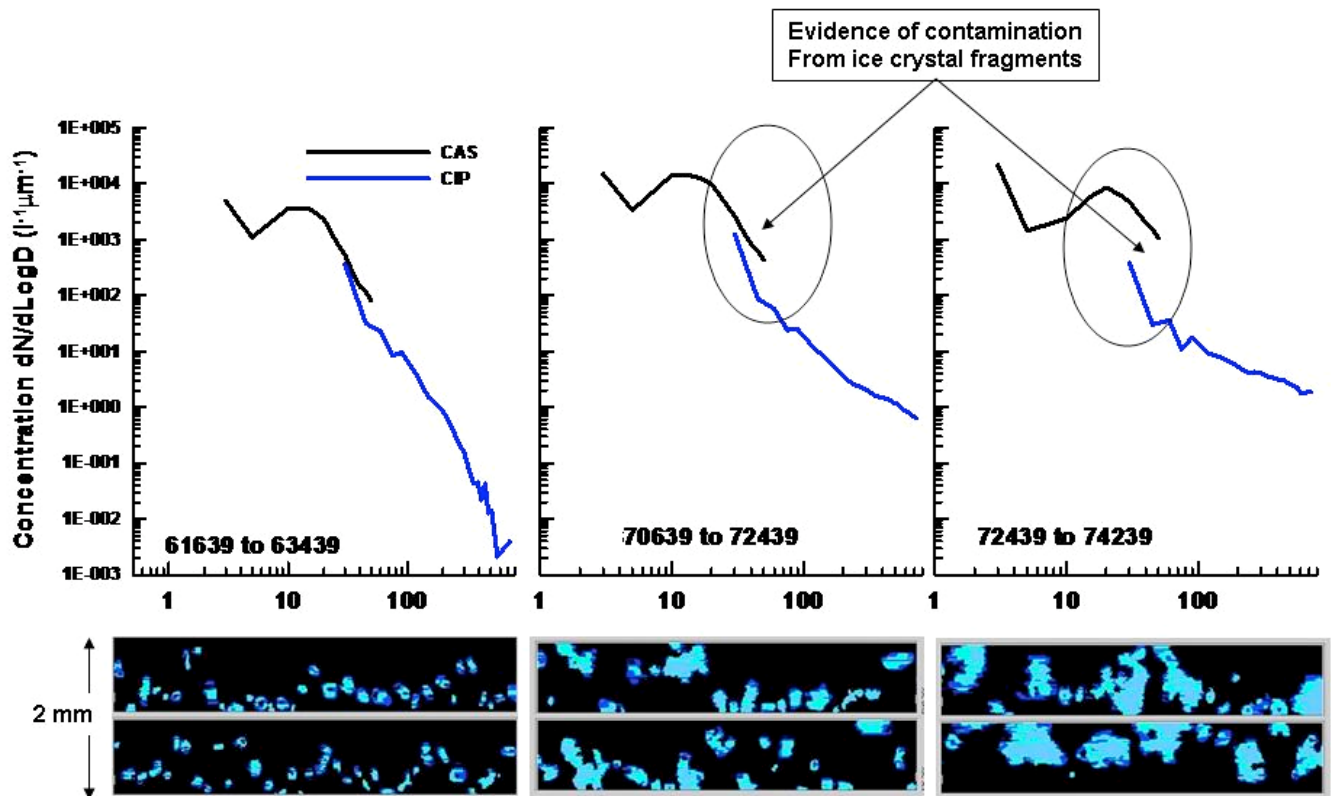 Evidence of contamination
From ice crystal fragments
Concentration dN/dLogD (l⁻¹μm⁻¹)
1E+005
1E+004
1E+003
1E+002
1E+001
1E+000
1E-001
1E-002
1E-003
CAS
CIP
61639 to 63439
70639 to 72439
72439 to 74239
1 10 100
1 10 100
1 10 100
2 mm